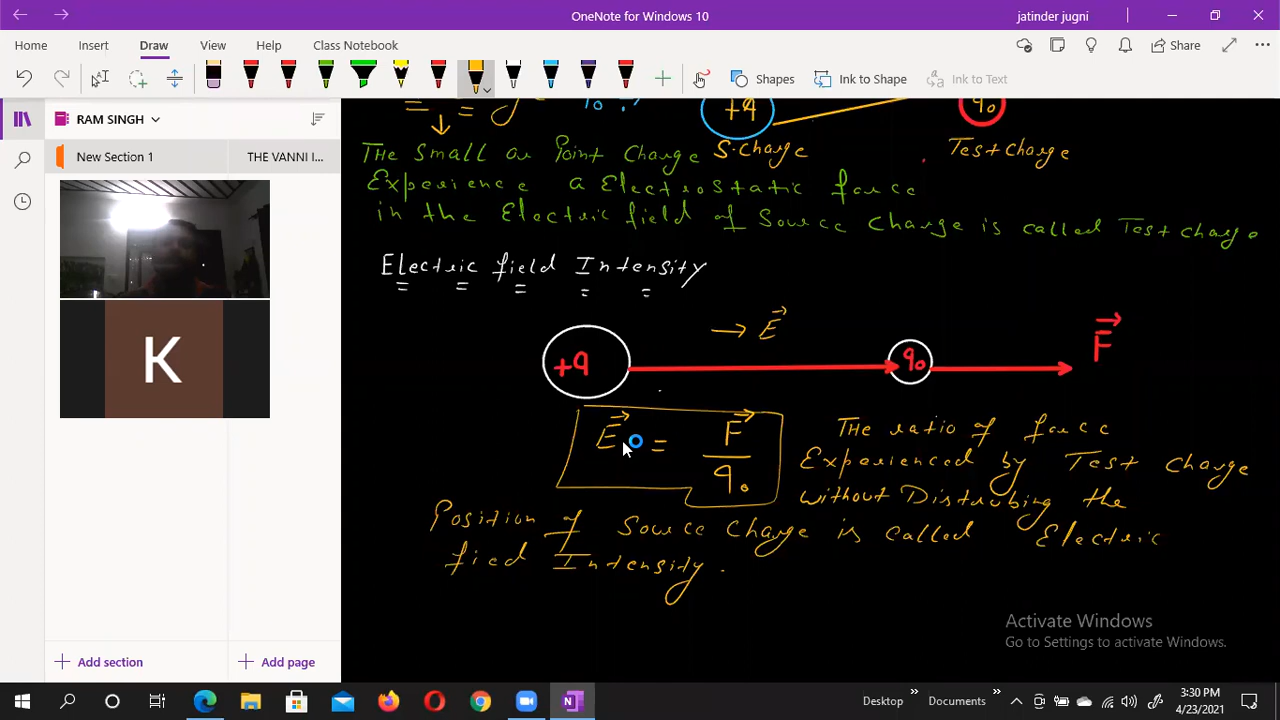 OneNote for Windows 10
jatinder jugni
Home Insert Draw View Help Class Notebook
Share
Shapes Ink to Shape Ink to Text
RAM SINGH
New Section 1
THE VANNI I...
K
+q
q₀
S.Charge
Test Charge
The Small or Point Charge
Experience a Electrostatic force
in the Electric field of Source Charge is called Test charge
Electric field Intensity
→ E⃗
+q
q₀
F⃗
E⃗ = F⃗ / q₀
The ratio of force
Experienced by Test Charge
without Distrubing the
Position of Source Charge is called Electric
fied Intensity.
Activate Windows
Go to Settings to activate Windows.
Add section
Add page
Desktop
Documents
3:30 PM
4/23/2021